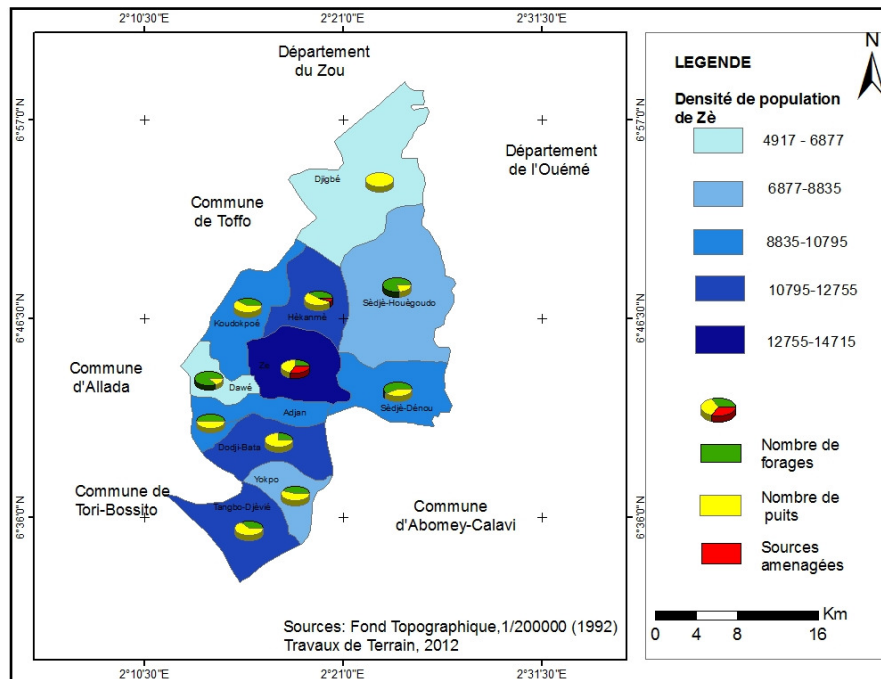 2°10'30"E 2°21'0"E 2°31'30"E
Département
du Zou
6°57'0"N
6°57'0"N
Département
de l'Ouémé
Djigbé
Commune
de Toffo
Sèdjè-Houègoudo
Hèkanmè
Koudokpoé
6°46'30"N
6°46'30"N
Zè
Commune
d'Allada
Dawé
Sèdjè-Dénou
Adjan
Dodji-Bata
Yokpo
Commune de
Tori-Bossito
Tangbo-Djèvié
Commune
d'Abomey-Calavi
6°36'0"N
6°36'0"N
Sources: Fond Topographique,1/200000 (1992)
Travaux de Terrain, 2012
2°10'30"E 2°21'0"E 2°31'30"E
N
LEGENDE
Densité de population
de Zè
4917 - 6877
6877-8835
8835-10795
10795-12755
12755-14715
Nombre de
forages
Nombre de
puits
Sources
amenagées
Km
0 4 8 16